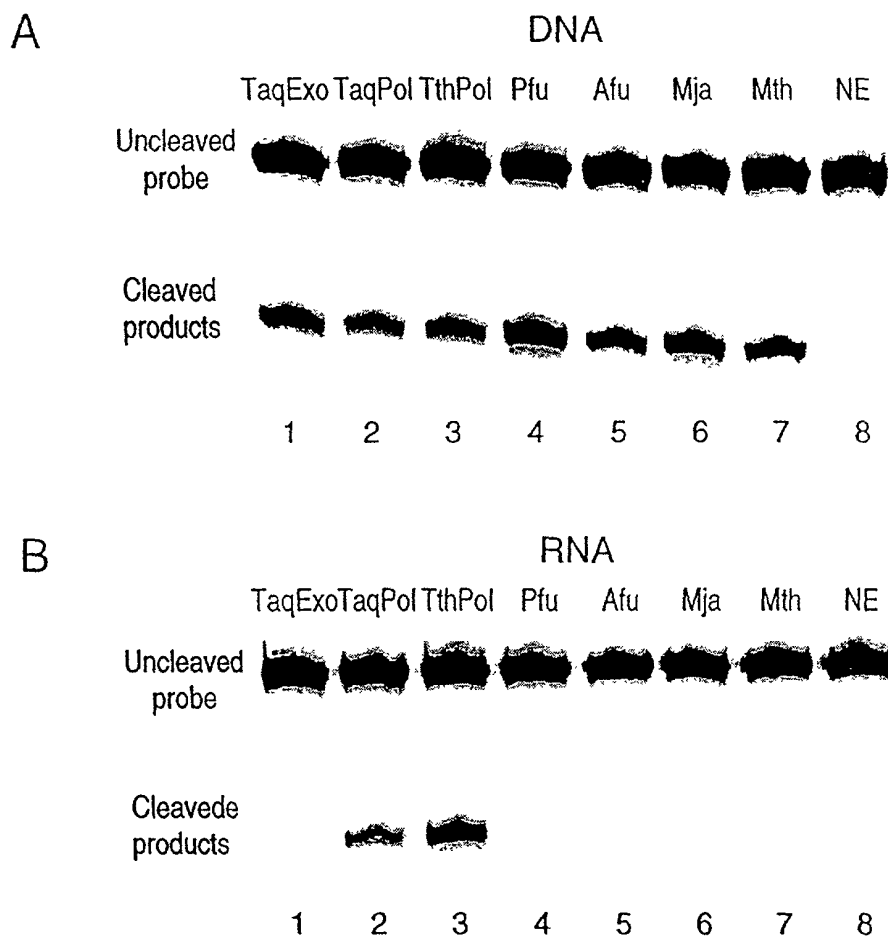 A
DNA
TaqExo TaqPol TthPol Pfu Afu Mja Mth NE
Uncleaved
probe
Cleaved
products
1 2 3 4 5 6 7 8
B
RNA
TaqExo TaqPol TthPol Pfu Afu Mja Mth NE
Uncleaved
probe
Cleavede
products
1 2 3 4 5 6 7 8